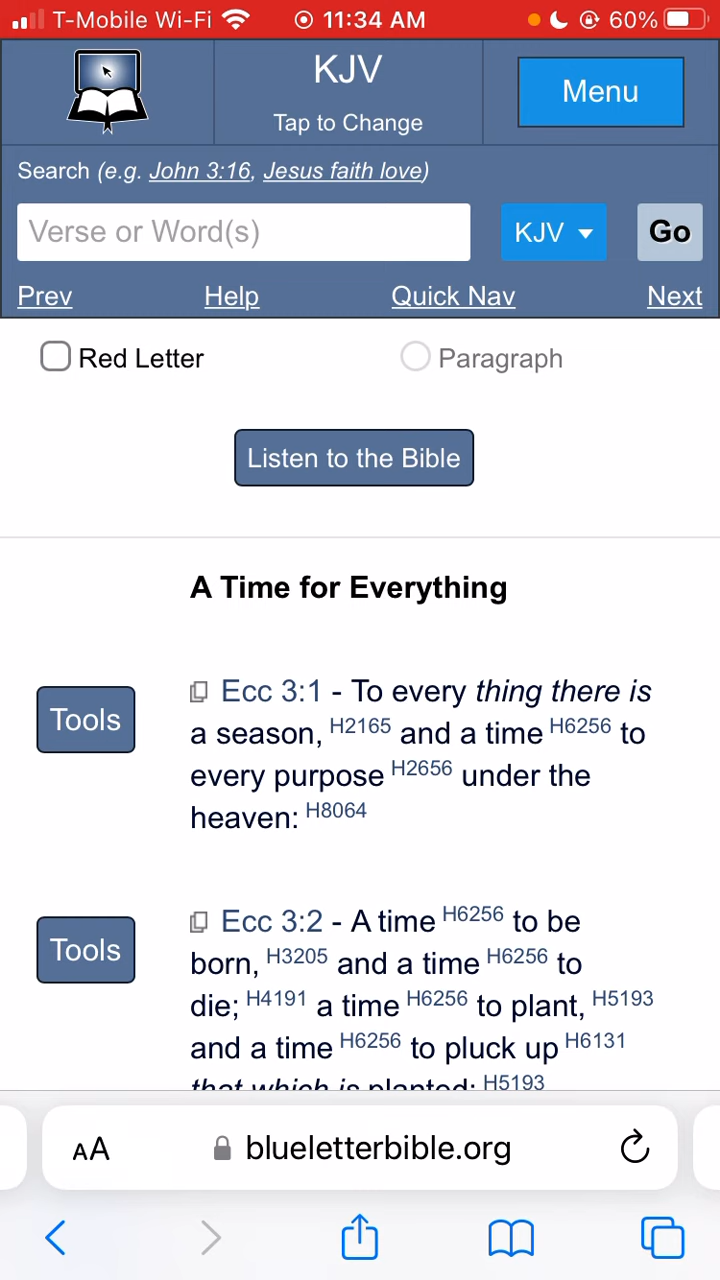 T-Mobile Wi-Fi 11:34 AM 60%
KJV
Tap to Change
Menu
Search (e.g. John 3:16, Jesus faith love)
Verse or Word(s) KJV Go
Prev Help Quick Nav Next
Red Letter Paragraph
Listen to the Bible
A Time for Everything
Tools
Ecc 3:1 - To every thing there is
a season, H2165 and a time H6256 to
every purpose H2656 under the
heaven: H8064
Tools
Ecc 3:2 - A time H6256 to be
born, H3205 and a time H6256 to
die; H4191 a time H6256 to plant, H5193
and a time H6256 to pluck up H6131
that which is planted; H5193
AA blueletterbible.org